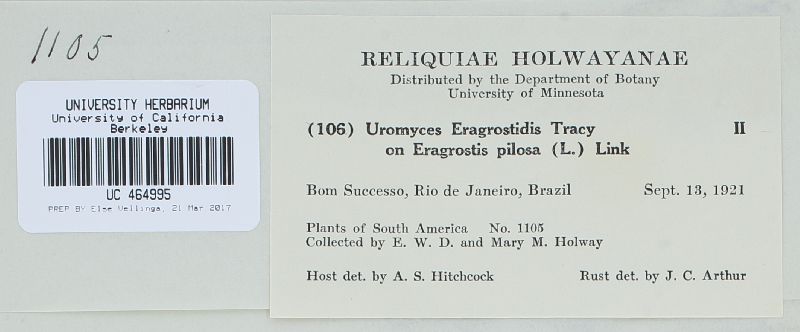 1105
UNIVERSITY HERBARIUM
University of California
Berkeley
UC 464995
PREP BY Else Vellinga, 21 Mar 2017
RELIQUIAE HOLWAYANAE
Distributed by the Department of Botany
University of Minnesota
(106) Uromyces Eragrostidis Tracy II
on Eragrostis pilosa (L.) Link
Bom Successo, Rio de Janeiro, Brazil Sept. 13, 1921
Plants of South America No. 1105
Collected by E. W. D. and Mary M. Holway
Host det. by A. S. Hitchcock Rust det. by J. C. Arthur